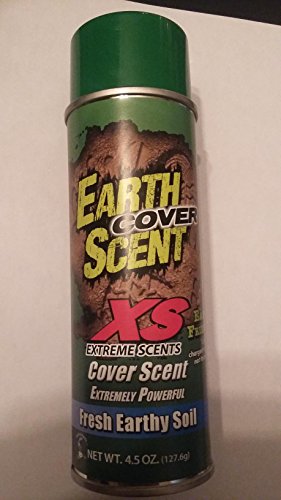 EARTH
COVER
SCENT
XS
EXTREME SCENTS
Cover Scent
EXTREMELY POWERFUL
Fresh Earthy Soil
NET WT. 4.5 OZ. (127.6g)